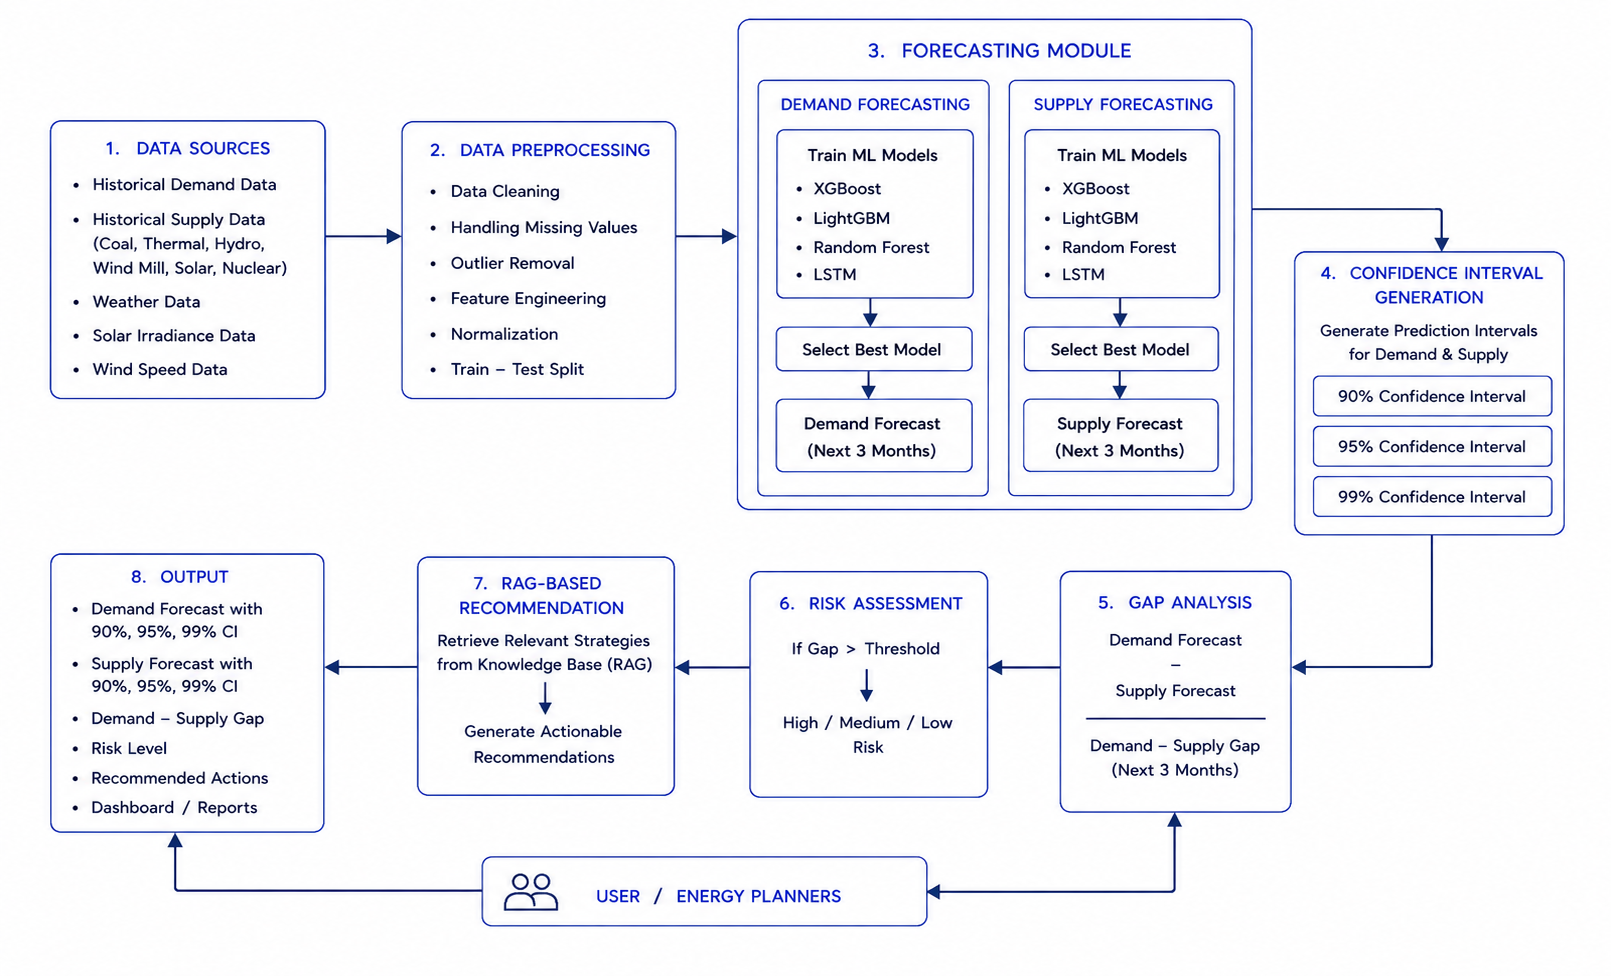 3. FORECASTING MODULE
1. DATA SOURCES
• Historical Demand Data
• Historical Supply Data
(Coal, Thermal, Hydro,
Wind Mill, Solar, Nuclear)
• Weather Data
• Solar Irradiance Data
• Wind Speed Data
2. DATA PREPROCESSING
• Data Cleaning
• Handling Missing Values
• Outlier Removal
• Feature Engineering
• Normalization
• Train – Test Split
DEMAND FORECASTING
Train ML Models
• XGBoost
• LightGBM
• Random Forest
• LSTM
Select Best Model
Demand Forecast
(Next 3 Months)
SUPPLY FORECASTING
Train ML Models
• XGBoost
• LightGBM
• Random Forest
• LSTM
Select Best Model
Supply Forecast
(Next 3 Months)
4. CONFIDENCE INTERVAL
GENERATION
Generate Prediction Intervals
for Demand & Supply
90% Confidence Interval
95% Confidence Interval
99% Confidence Interval
8. OUTPUT
• Demand Forecast with
90%, 95%, 99% CI
• Supply Forecast with
90%, 95%, 99% CI
• Demand – Supply Gap
• Risk Level
• Recommended Actions
• Dashboard / Reports
7. RAG-BASED
RECOMMENDATION
Retrieve Relevant Strategies
from Knowledge Base (RAG)
Generate Actionable
Recommendations
6. RISK ASSESSMENT
If Gap > Threshold
High / Medium / Low
Risk
5. GAP ANALYSIS
Demand Forecast
–
Supply Forecast
Demand – Supply Gap
(Next 3 Months)
USER / ENERGY PLANNERS